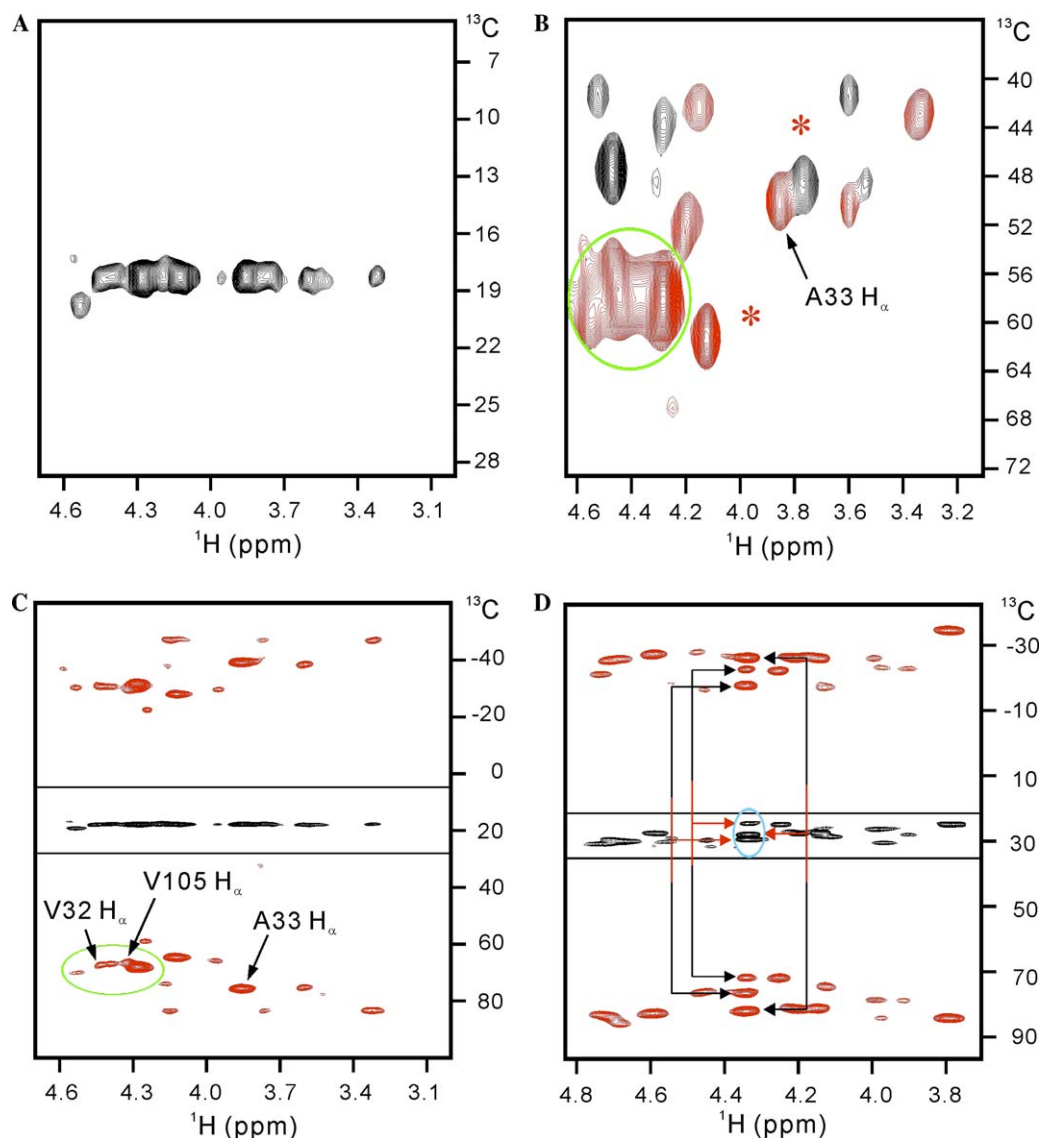 A
¹³C
7
10
13
16
19
22
25
28
4.6 4.3 4.0 3.7 3.4 3.1
¹H (ppm)
B
¹³C
40
44
48
52
56
60
64
68
72
*
*
A33 Hα
4.6 4.4 4.2 4.0 3.8 3.6 3.4 3.2
¹H (ppm)
C
¹³C
-40
-20
0
20
40
60
80
V105 Hα
V32 Hα
A33 Hα
4.6 4.3 4.0 3.7 3.4 3.1
¹H (ppm)
D
¹³C
-30
-10
10
30
50
70
90
4.8 4.6 4.4 4.2 4.0 3.8
¹H (ppm)